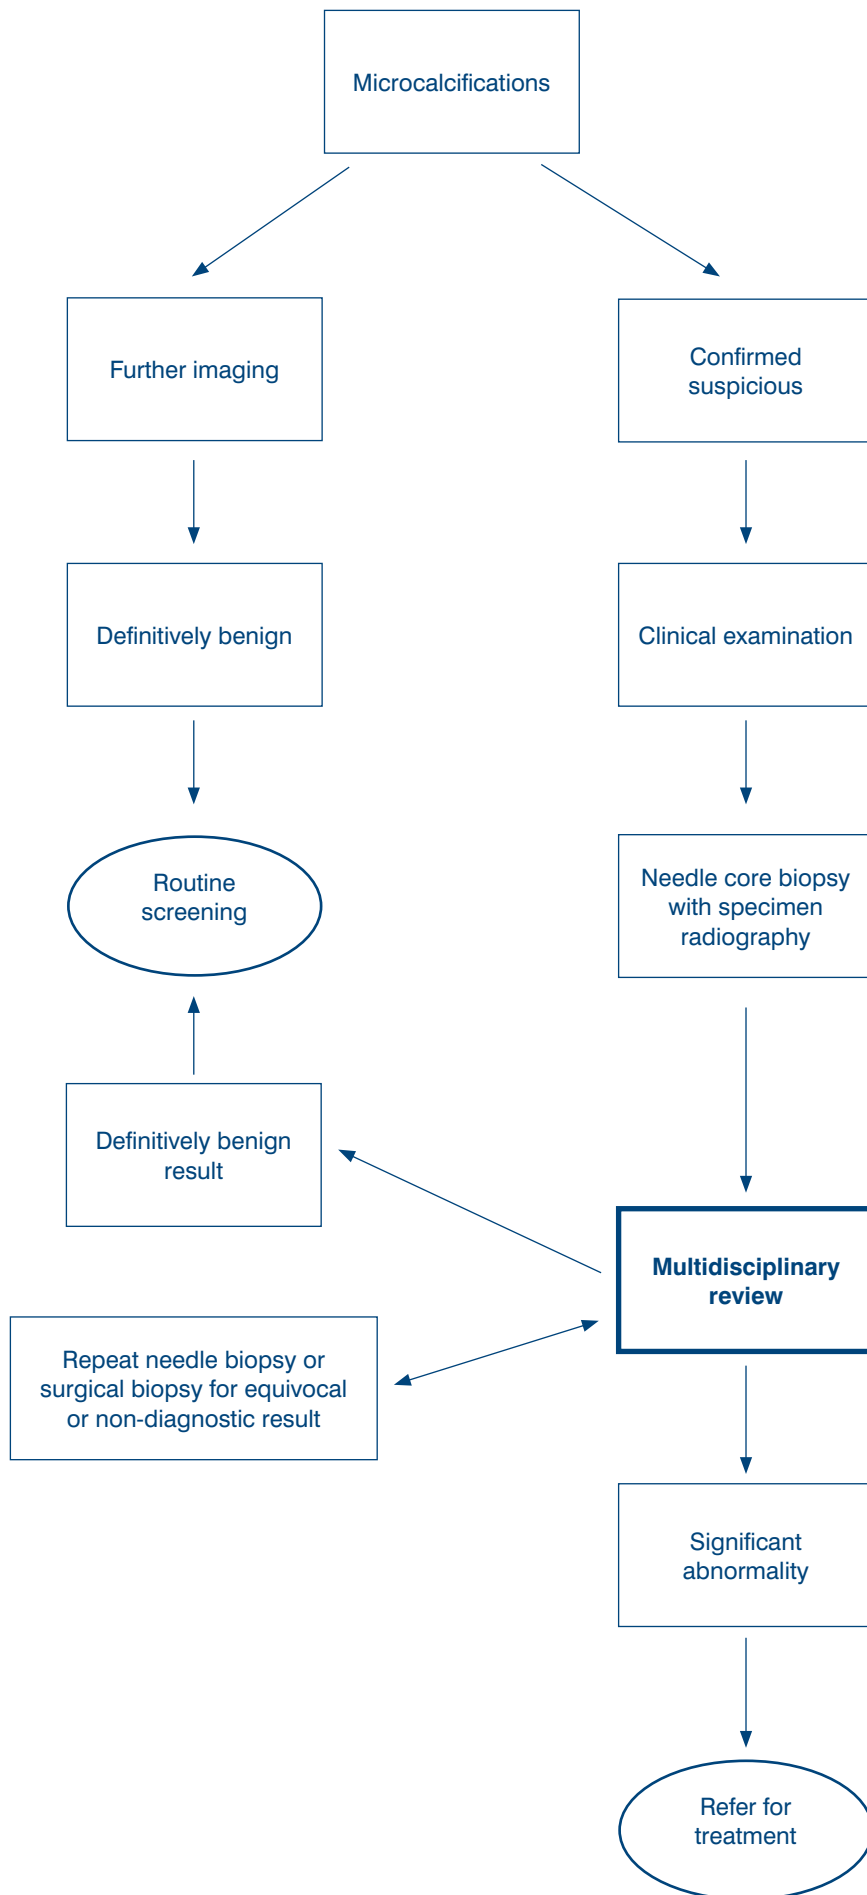 Microcalcifications
Further imaging
Confirmed
suspicious
Definitively benign
Clinical examination
Routine
screening
Needle core biopsy
with specimen
radiography
Definitively benign
result
Multidisciplinary
review
Repeat needle biopsy or
surgical biopsy for equivocal
or non-diagnostic result
Significant
abnormality
Refer for
treatment